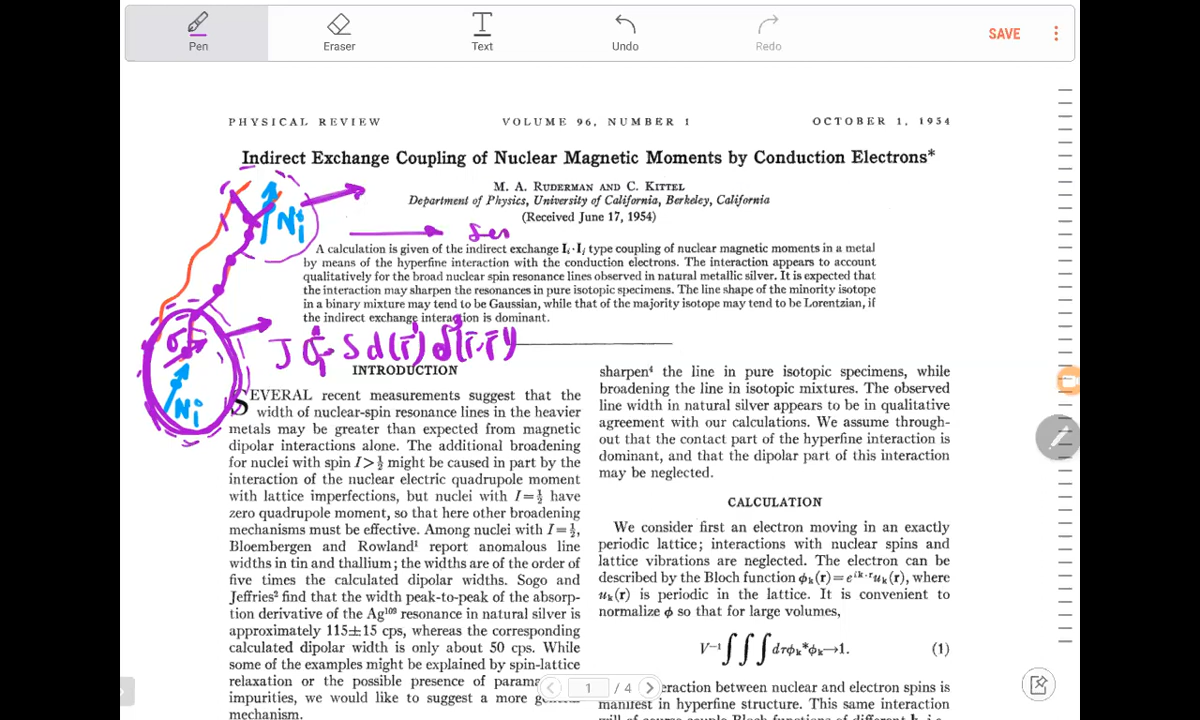 Pen
Eraser
Text
Undo
Redo
SAVE
PHYSICAL REVIEW VOLUME 96, NUMBER 1 OCTOBER 1, 1954
Indirect Exchange Coupling of Nuclear Magnetic Moments by Conduction Electrons*
M. A. RUDERMAN AND C. KITTEL
Department of Physics, University of California, Berkeley, California
(Received June 17, 1954)
A calculation is given of the indirect exchange I_i·I_j type coupling of nuclear magnetic moments in a metal
by means of the hyperfine interaction with the conduction electrons. The interaction appears to account
qualitatively for the broad nuclear spin resonance lines observed in natural metallic silver. It is expected that
the interaction may sharpen the resonances in pure isotopic specimens. The line shape of the minority isotope
in a binary mixture may tend to be Gaussian, while that of the majority isotope may tend to be Lorentzian, if
the indirect exchange interaction is dominant.
INTRODUCTION
SEVERAL recent measurements suggest that the
width of nuclear-spin resonance lines in the heavier
metals may be greater than expected from magnetic
dipolar interactions alone. The additional broadening
for nuclei with spin I>½ might be caused in part by the
interaction of the nuclear electric quadrupole moment
with lattice imperfections, but nuclei with I=½ have
zero quadrupole moment, so that here other broadening
mechanisms must be effective. Among nuclei with I=½,
Bloembergen and Rowland¹ report anomalous line
widths in tin and thallium; the widths are of the order of
five times the calculated dipolar widths. Sogo and
Jeffries² find that the width peak-to-peak of the absorp-
tion derivative of the Ag¹⁰⁹ resonance in natural silver is
approximately 115±15 cps, whereas the corresponding
calculated dipolar width is only about 50 cps. While
some of the examples might be explained by spin-lattice
relaxation or the possible presence of param
impurities, we would like to suggest a more
mechanism.
sharpen⁴ the line in pure isotopic specimens, while
broadening the line in isotopic mixtures. The observed
line width in natural silver appears to be in qualitative
agreement with our calculations. We assume through-
out that the contact part of the hyperfine interaction is
dominant, and that the dipolar part of this interaction
may be neglected.
CALCULATION
We consider first an electron moving in an exactly
periodic lattice; interactions with nuclear spins and
lattice vibrations are neglected. The electron can be
described by the Bloch function ϕ_k(r)=e^{ik·r}u_k(r), where
u_k(r) is periodic in the lattice. It is convenient to
normalize ϕ so that for large volumes,
V⁻¹∫∫∫dτϕ_k*ϕ_k→1. (1)
eraction between nuclear and electron spins is
manifest in hyperfine structure. This same interaction
1 / 4